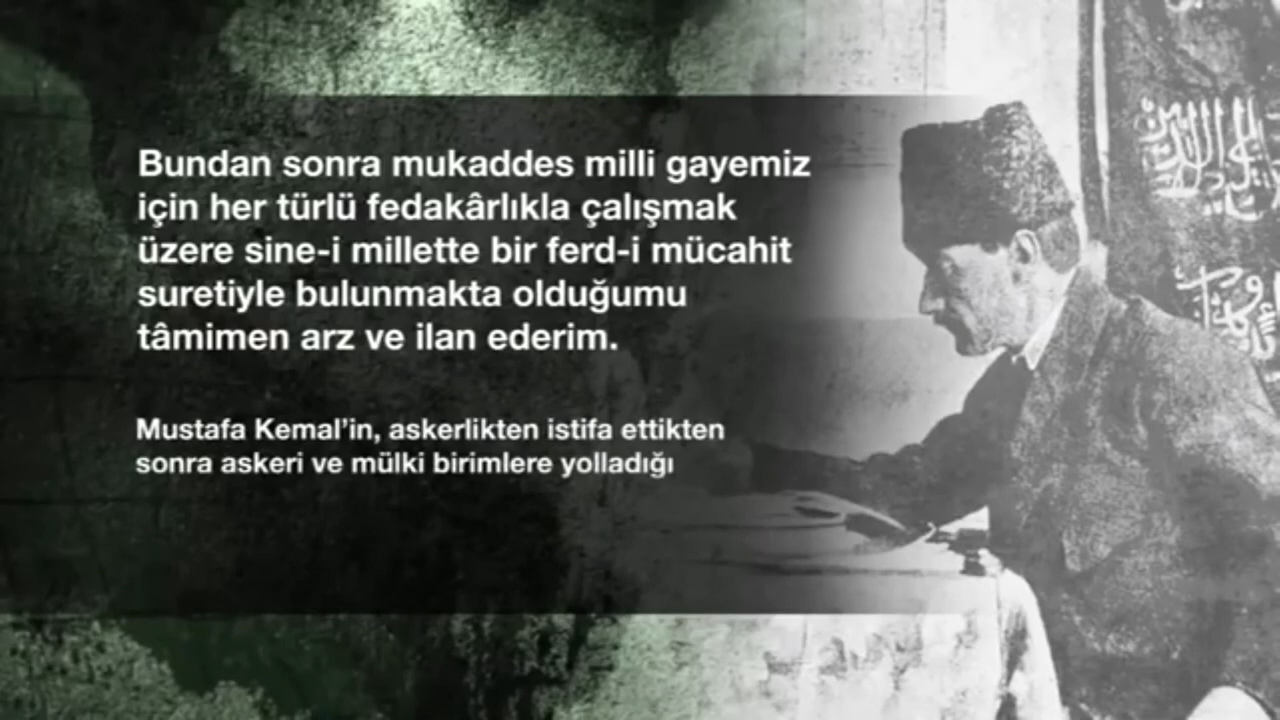 Bundan sonra mukaddes milli gayemiz
için her türlü fedakârlıkla çalışmak
üzere sine-i millette bir ferd-i mücahit
suretiyle bulunmakta olduğumu
tâmimen arz ve ilan ederim.
Mustafa Kemal'in, askerlikten istifa ettikten
sonra askeri ve mülki birimlere yolladığı